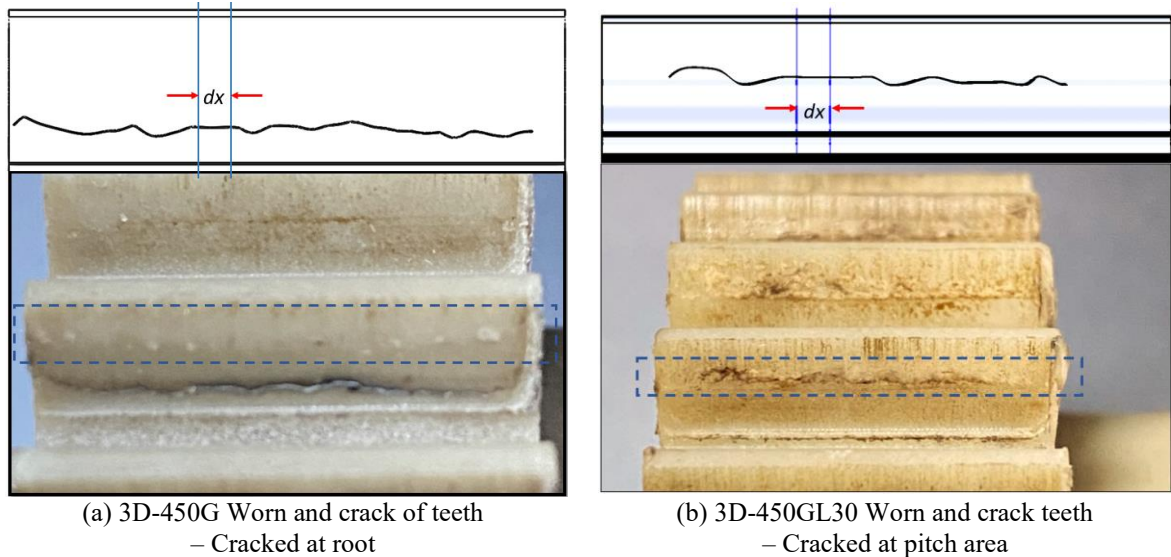 dx
dx
(a) 3D-450G Worn and crack of teeth
– Cracked at root
(b) 3D-450GL30 Worn and crack teeth
– Cracked at pitch area